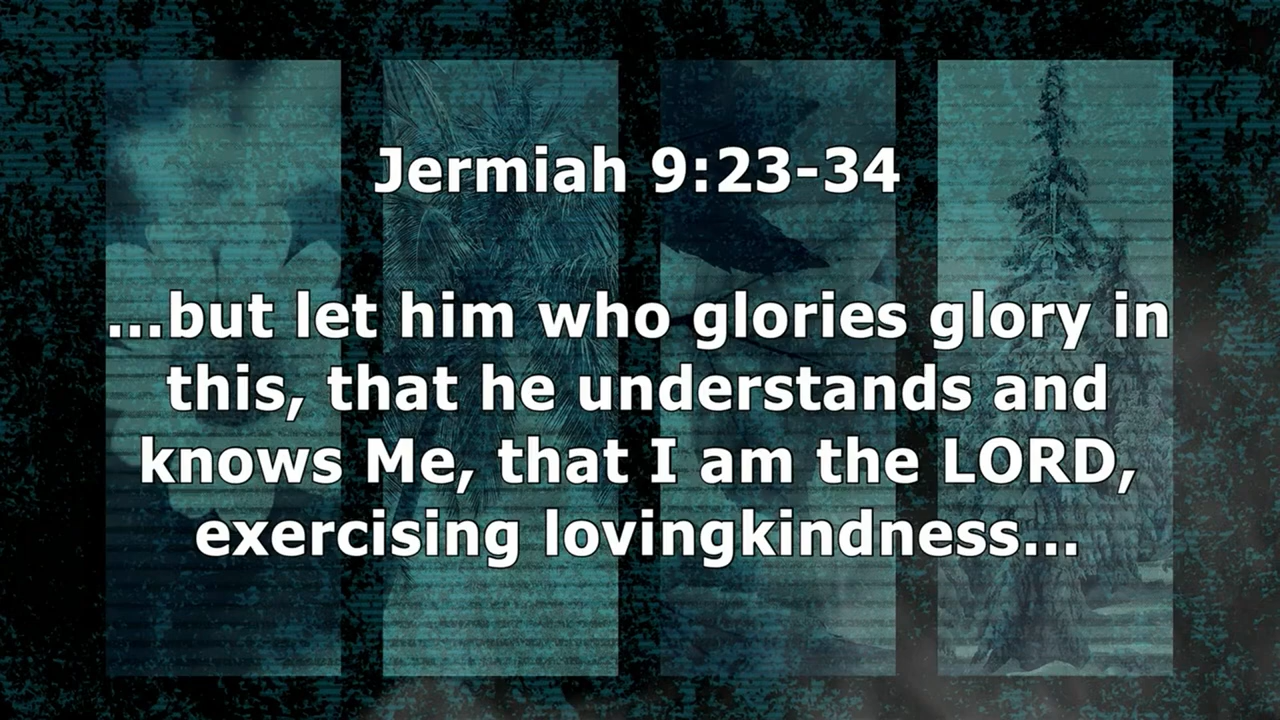 Jermiah 9:23-34
...but let him who glories glory in
this, that he understands and
knows Me, that I am the LORD,
exercising lovingkindness...